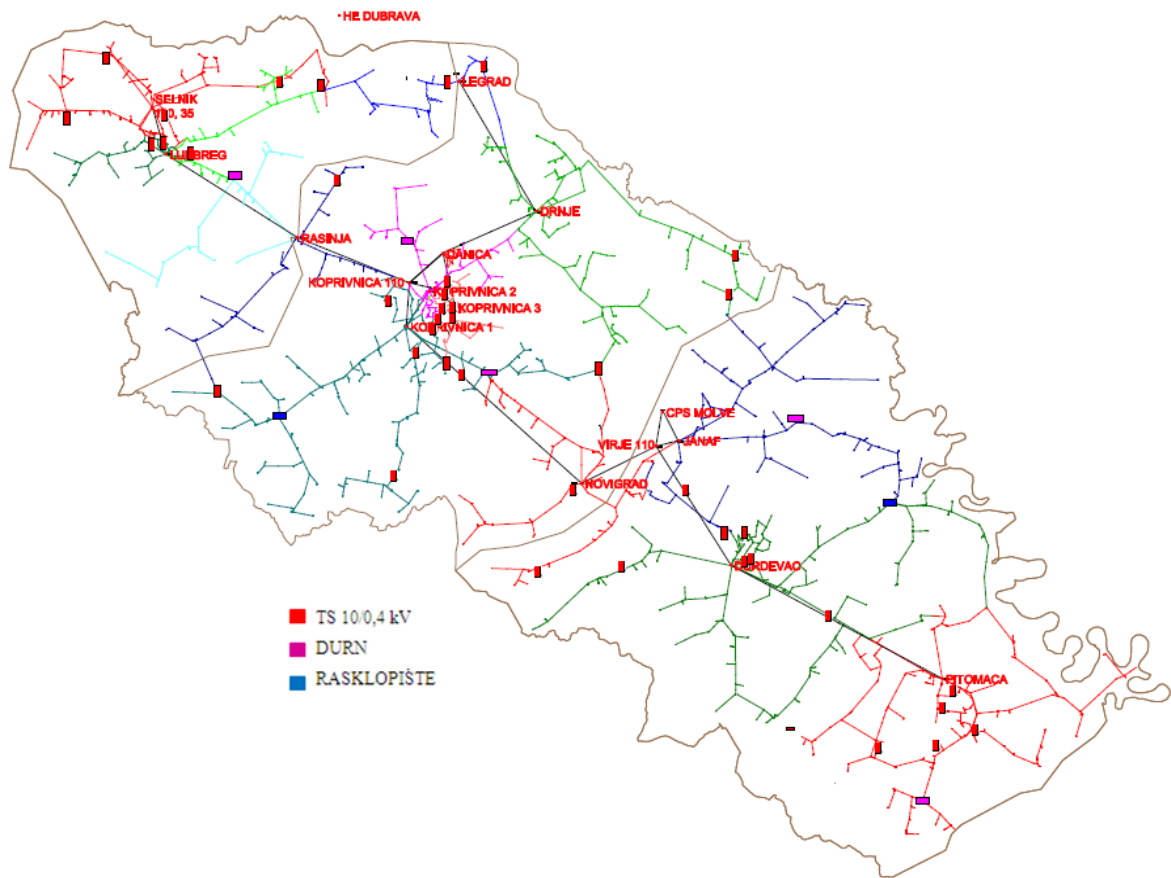 HE DUBRAVA
LEGRAD
SELNIK
110, 35
LUDBREG
DRNJE
RASINJA
DANICA
KOPRIVNICA 110
KOPRIVNICA 2
KOPRIVNICA 3
KOPRIVNICA 1
CPS MOLVE
VIRJE 110
JANAF
NOVIGRAD
ĐURĐEVAC
TS 10/0,4 kV
DURN
RASKLOPIŠTE
PITOMAČA